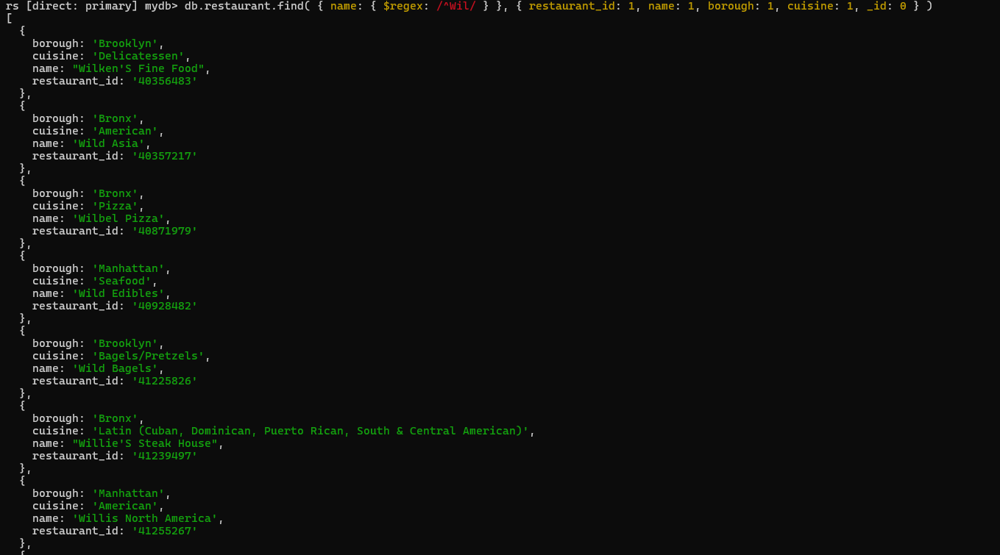 rs [direct: primary] mydb> db.restaurant.find( { name: { $regex: /^Wil/ } }, { restaurant_id: 1, name: 1, borough: 1, cuisine: 1, _id: 0 } )
[
  {
    borough: 'Brooklyn',
    cuisine: 'Delicatessen',
    name: "Wilken'S Fine Food",
    restaurant_id: '40356483'
  },
  {
    borough: 'Bronx',
    cuisine: 'American',
    name: 'Wild Asia',
    restaurant_id: '40357217'
  },
  {
    borough: 'Bronx',
    cuisine: 'Pizza',
    name: 'Wilbel Pizza',
    restaurant_id: '40871979'
  },
  {
    borough: 'Manhattan',
    cuisine: 'Seafood',
    name: 'Wild Edibles',
    restaurant_id: '40928482'
  },
  {
    borough: 'Brooklyn',
    cuisine: 'Bagels/Pretzels',
    name: 'Wild Bagels',
    restaurant_id: '41225826'
  },
  {
    borough: 'Bronx',
    cuisine: 'Latin (Cuban, Dominican, Puerto Rican, South & Central American)',
    name: "Willie'S Steak House",
    restaurant_id: '41239497'
  },
  {
    borough: 'Manhattan',
    cuisine: 'American',
    name: 'Willis North America',
    restaurant_id: '41255267'
  },
  {